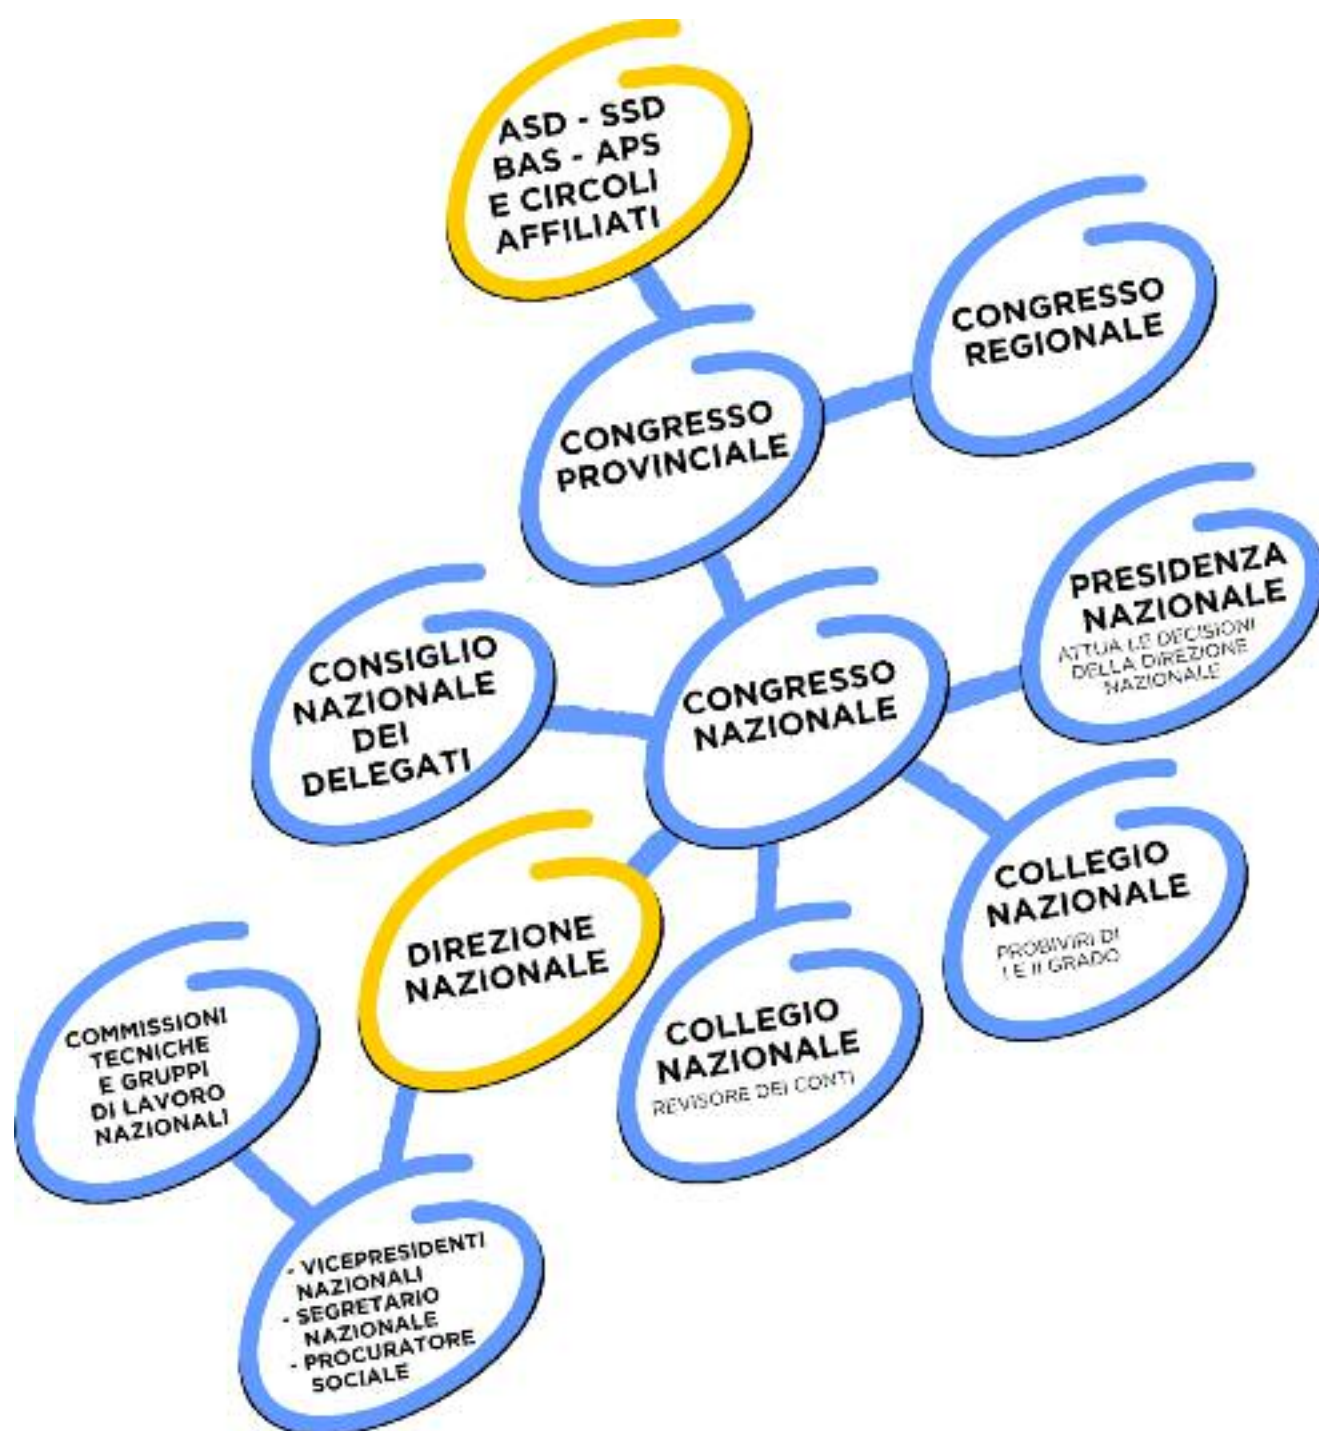 ASD - SSD
BAS - APS
E CIRCOLI
AFFILIATI
CONGRESSO
REGIONALE
CONGRESSO
PROVINCIALE
PRESIDENZA
NAZIONALE
ATTUA LE DECISIONI
DELLA DIREZIONE
NAZIONALE
CONSIGLIO
NAZIONALE
DEI
DELEGATI
CONGRESSO
NAZIONALE
COLLEGIO
NAZIONALE
PROBIVIRI DI
I E II GRADO
DIREZIONE
NAZIONALE
COLLEGIO
NAZIONALE
REVISORE DEI CONTI
COMMISSIONI
TECNICHE
E GRUPPI
DI LAVORO
NAZIONALI
- VICEPRESIDENTI
NAZIONALI
- SEGRETARIO
NAZIONALE
- PROCURATORE
SOCIALE